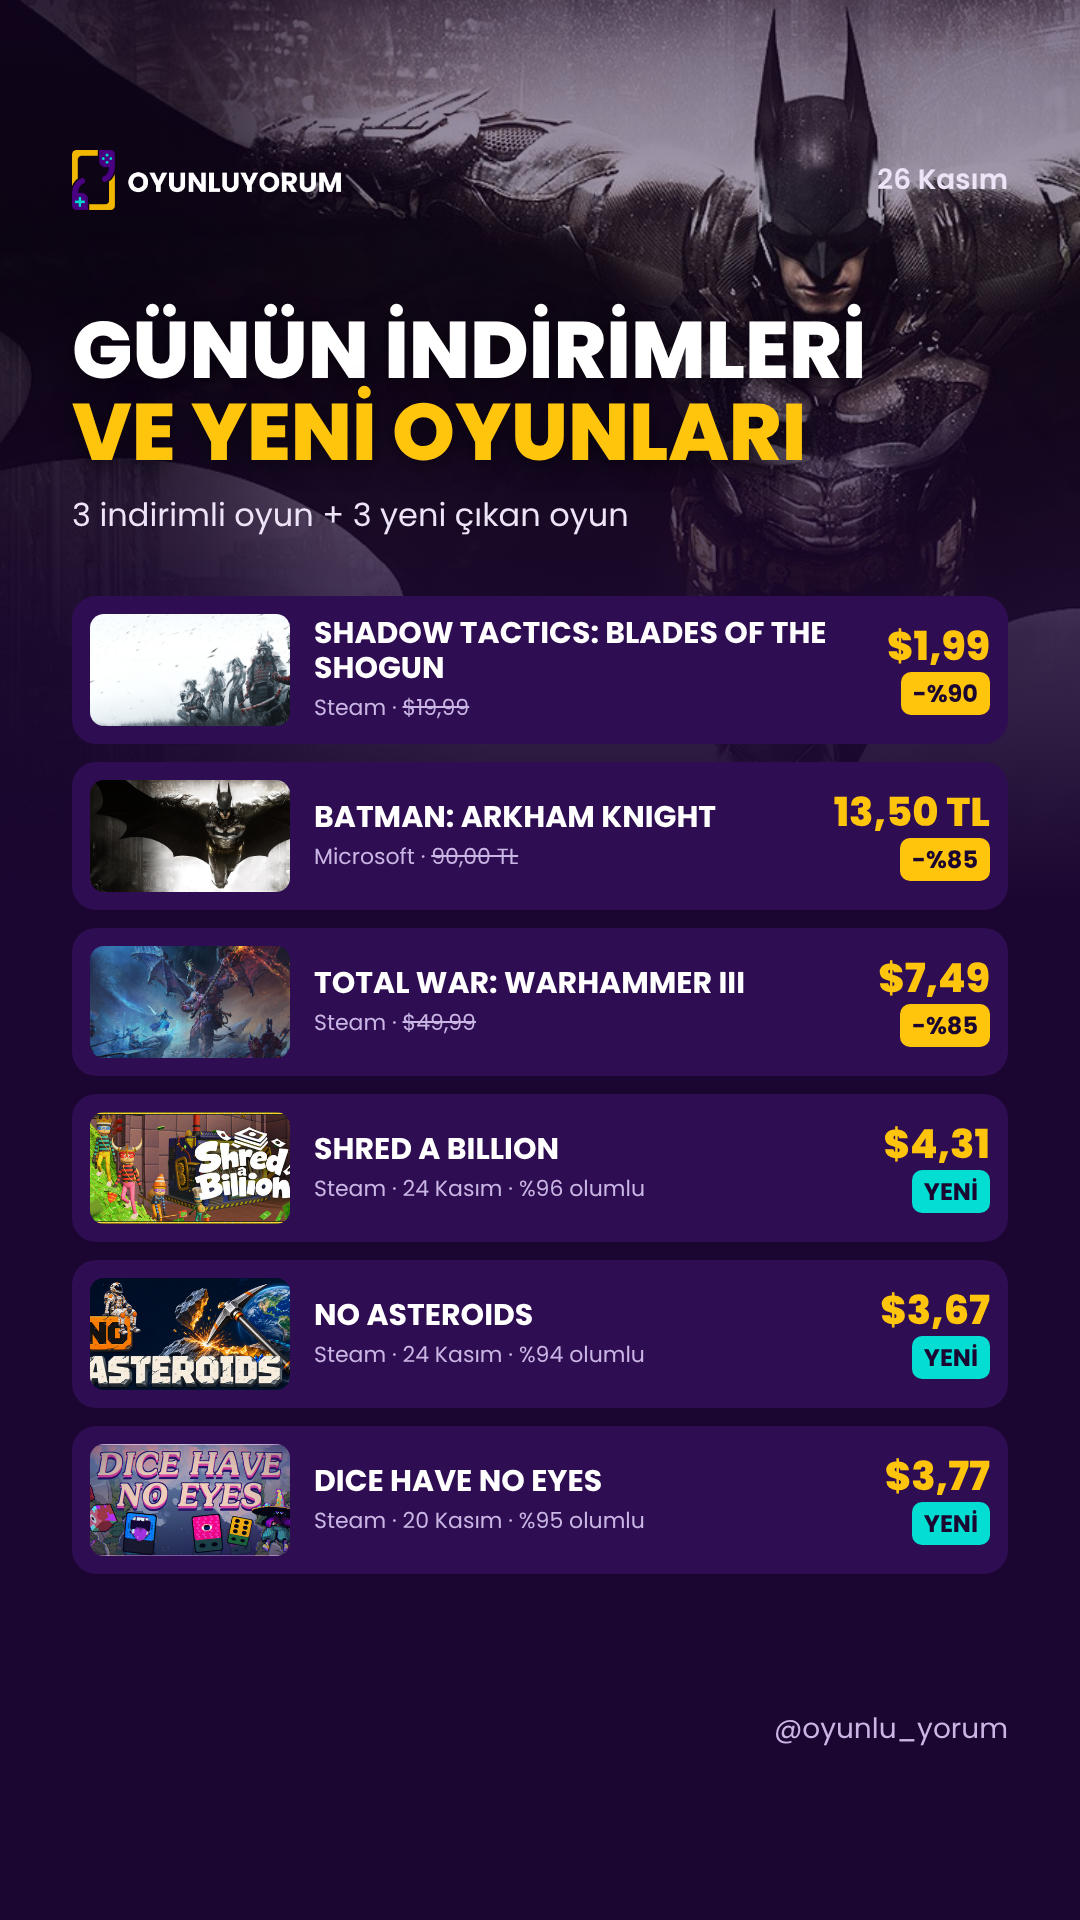 OYUNLUYORUM
26 Kasım
GÜNÜN İNDİRİMLERİ
VE YENİ OYUNLARI
3 indirimli oyun + 3 yeni çıkan oyun
SHADOW TACTICS: BLADES OF THE
SHOGUN
Steam · $19,99
$1,99
-%90
BATMAN: ARKHAM KNIGHT
Microsoft · 90,00 TL
13,50 TL
-%85
TOTAL WAR: WARHAMMER III
Steam · $49,99
$7,49
-%85
Shred
a
Billion
SHRED A BILLION
Steam · 24 Kasım · %96 olumlu
$4,31
YENİ
NO
ASTEROIDS
NO ASTEROIDS
Steam · 24 Kasım · %94 olumlu
$3,67
YENİ
DICE HAVE
NO EYES
DICE HAVE NO EYES
Steam · 20 Kasım · %95 olumlu
$3,77
YENİ
@oyunlu_yorum